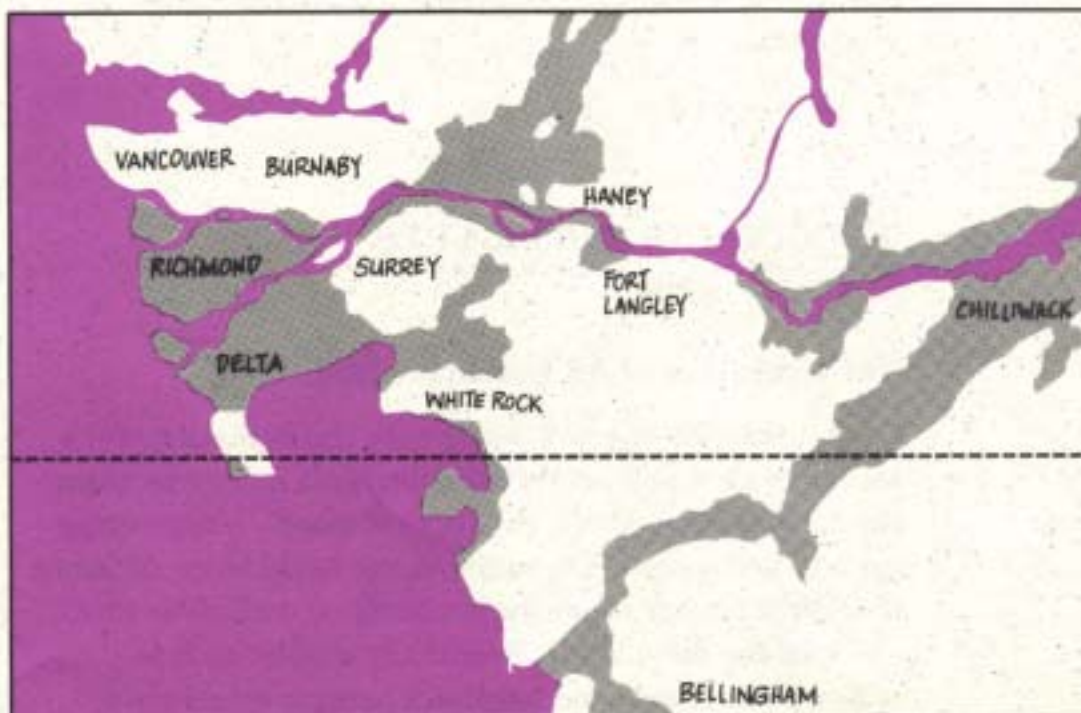 VANCOUVER
BURNABY
HANEY
RICHMOND
SURREY
FORT
LANGLEY
CHILLIWACK
DELTA
WHITE ROCK
BELLINGHAM